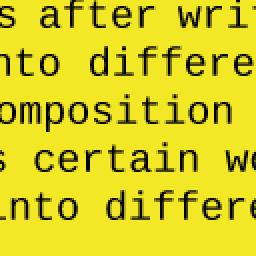 s after writ
nto differe
omposition
s certain we
into differe